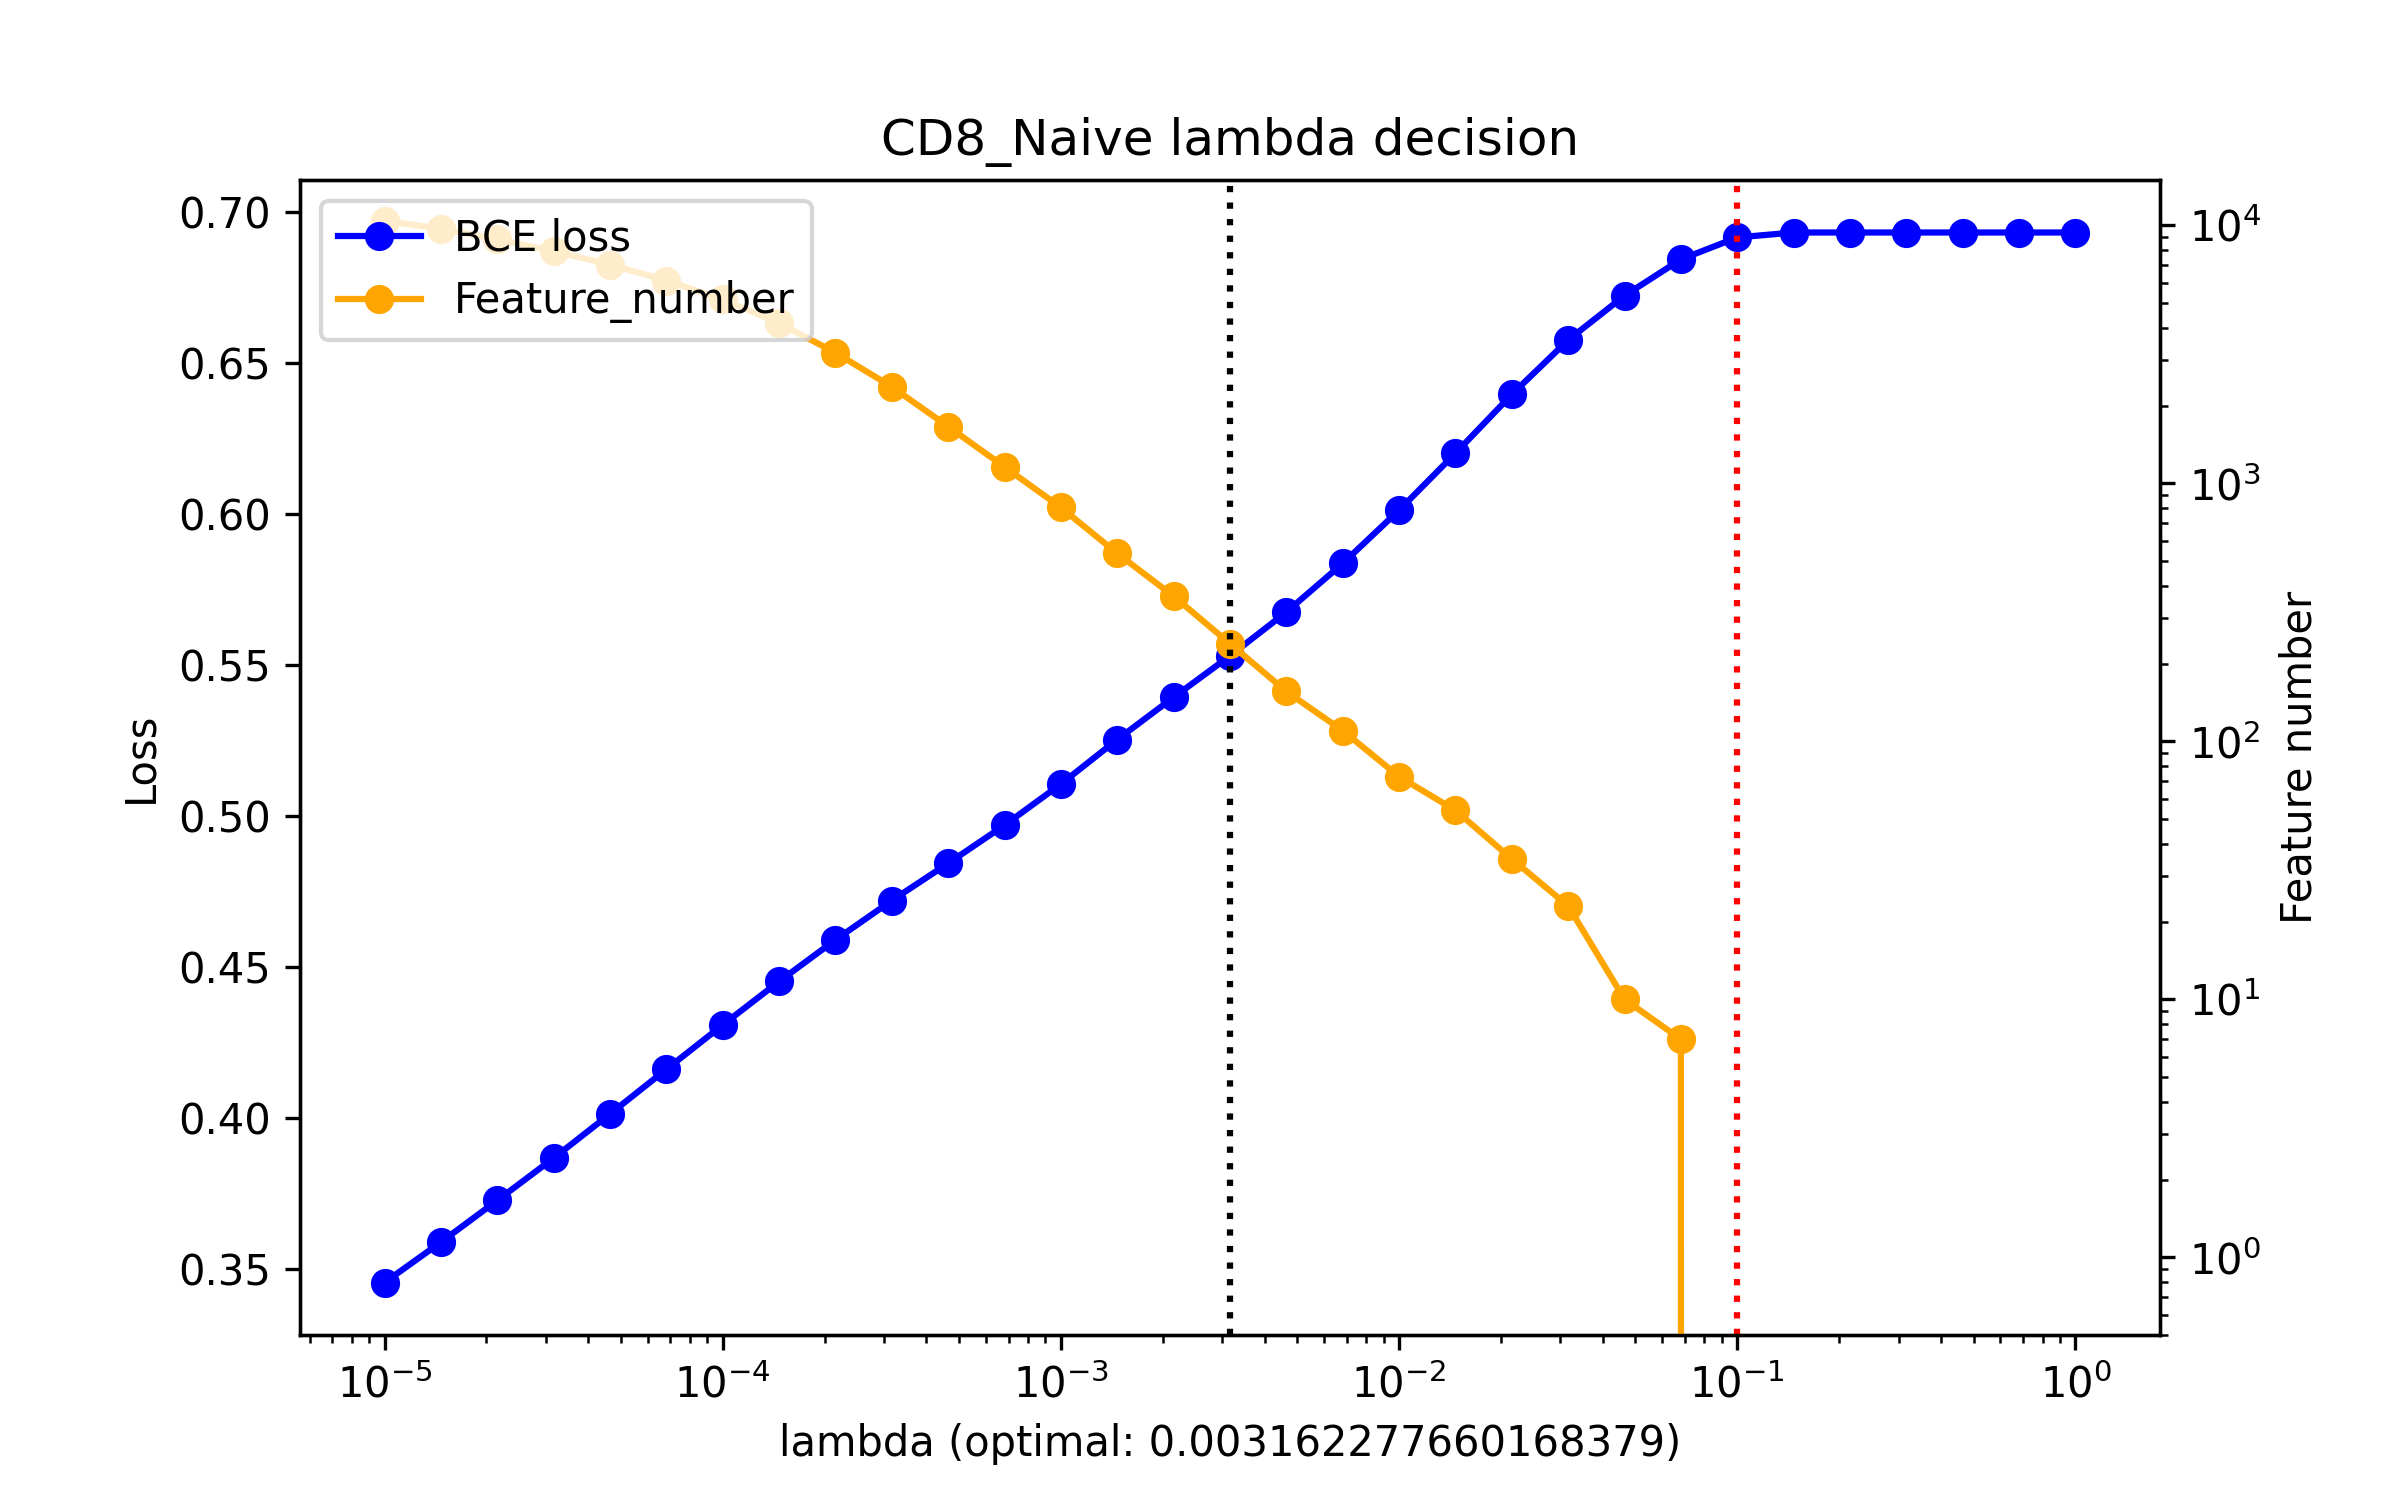 CD8_Naive lambda decision
BCE loss
Feature_number
0.70
0.65
0.60
0.55
0.50
0.45
0.40
0.35
Loss
10⁴
10³
10²
10¹
10⁰
Feature number
10⁻⁵ 10⁻⁴ 10⁻³ 10⁻² 10⁻¹ 10⁰
lambda (optimal: 0.0031622776601683­79)